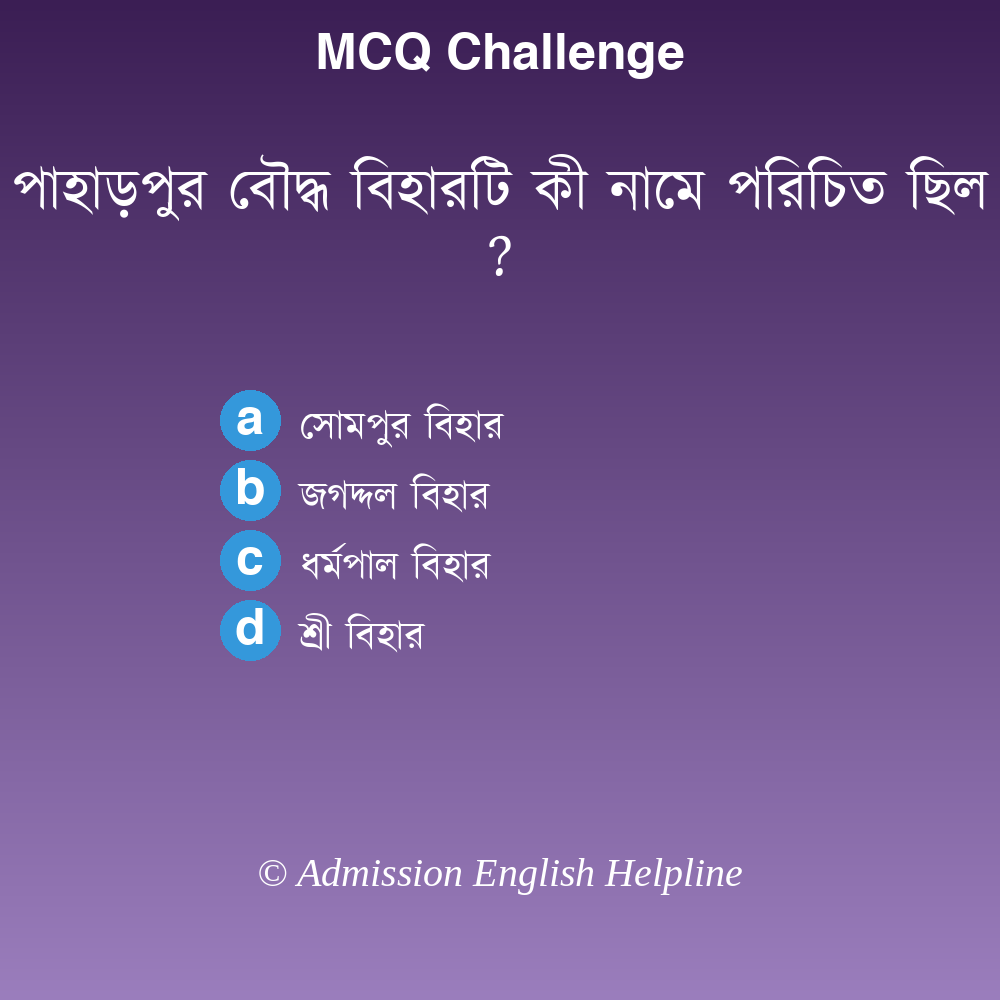 MCQ Challenge
পাহাড়পুর বৌদ্ধ বিহারটি কী নামে পরিচিত ছিল
?
a সোমপুর বিহার
b জগদ্দল বিহার
c ধর্মপাল বিহার
d শ্রী বিহার
© Admission English Helpline